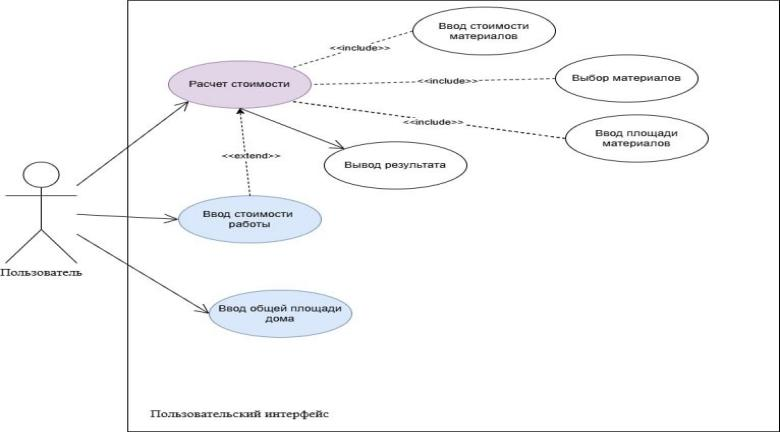 Ввод стоимости
материалов
<<include>>
Расчет стоимости
<<include>>
Выбор материалов
<<include>>
Ввод площади
материалов
<<extend>>
Вывод результата
Ввод стоимости
работы
Пользователь
Ввод общей площади
дома
Пользовательский интерфейс